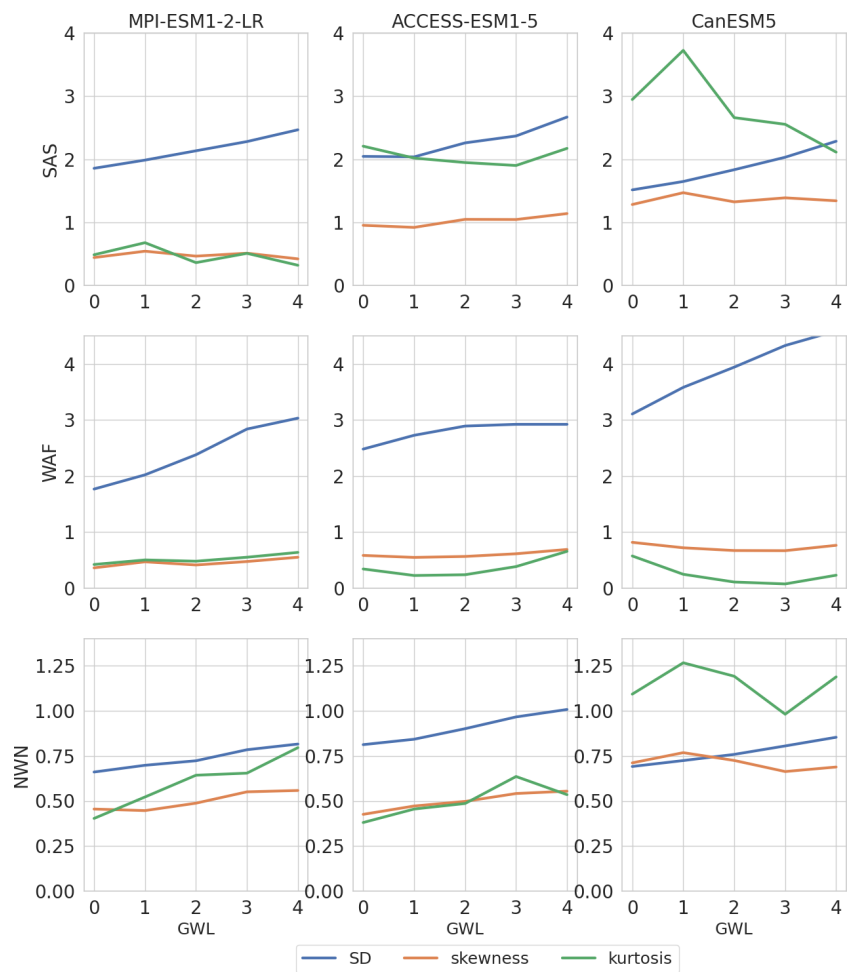 MPI-ESM1-2-LR ACCESS-ESM1-5 CanESM5
4 4 4
3 3 3
SAS 2 2 2
1 1 1
0 0 0
0 1 2 3 4 0 1 2 3 4 0 1 2 3 4
4 4 4
3 3 3
WAF 2 2 2
1 1 1
0 0 0
0 1 2 3 4 0 1 2 3 4 0 1 2 3 4
1.25 1.25 1.25
1.00 1.00 1.00
NWN 0.75 0.75 0.75
0.50 0.50 0.50
0.25 0.25 0.25
0.00 0.00 0.00
0 1 2 3 4 0 1 2 3 4 0 1 2 3 4
GWL GWL GWL
SD skewness kurtosis